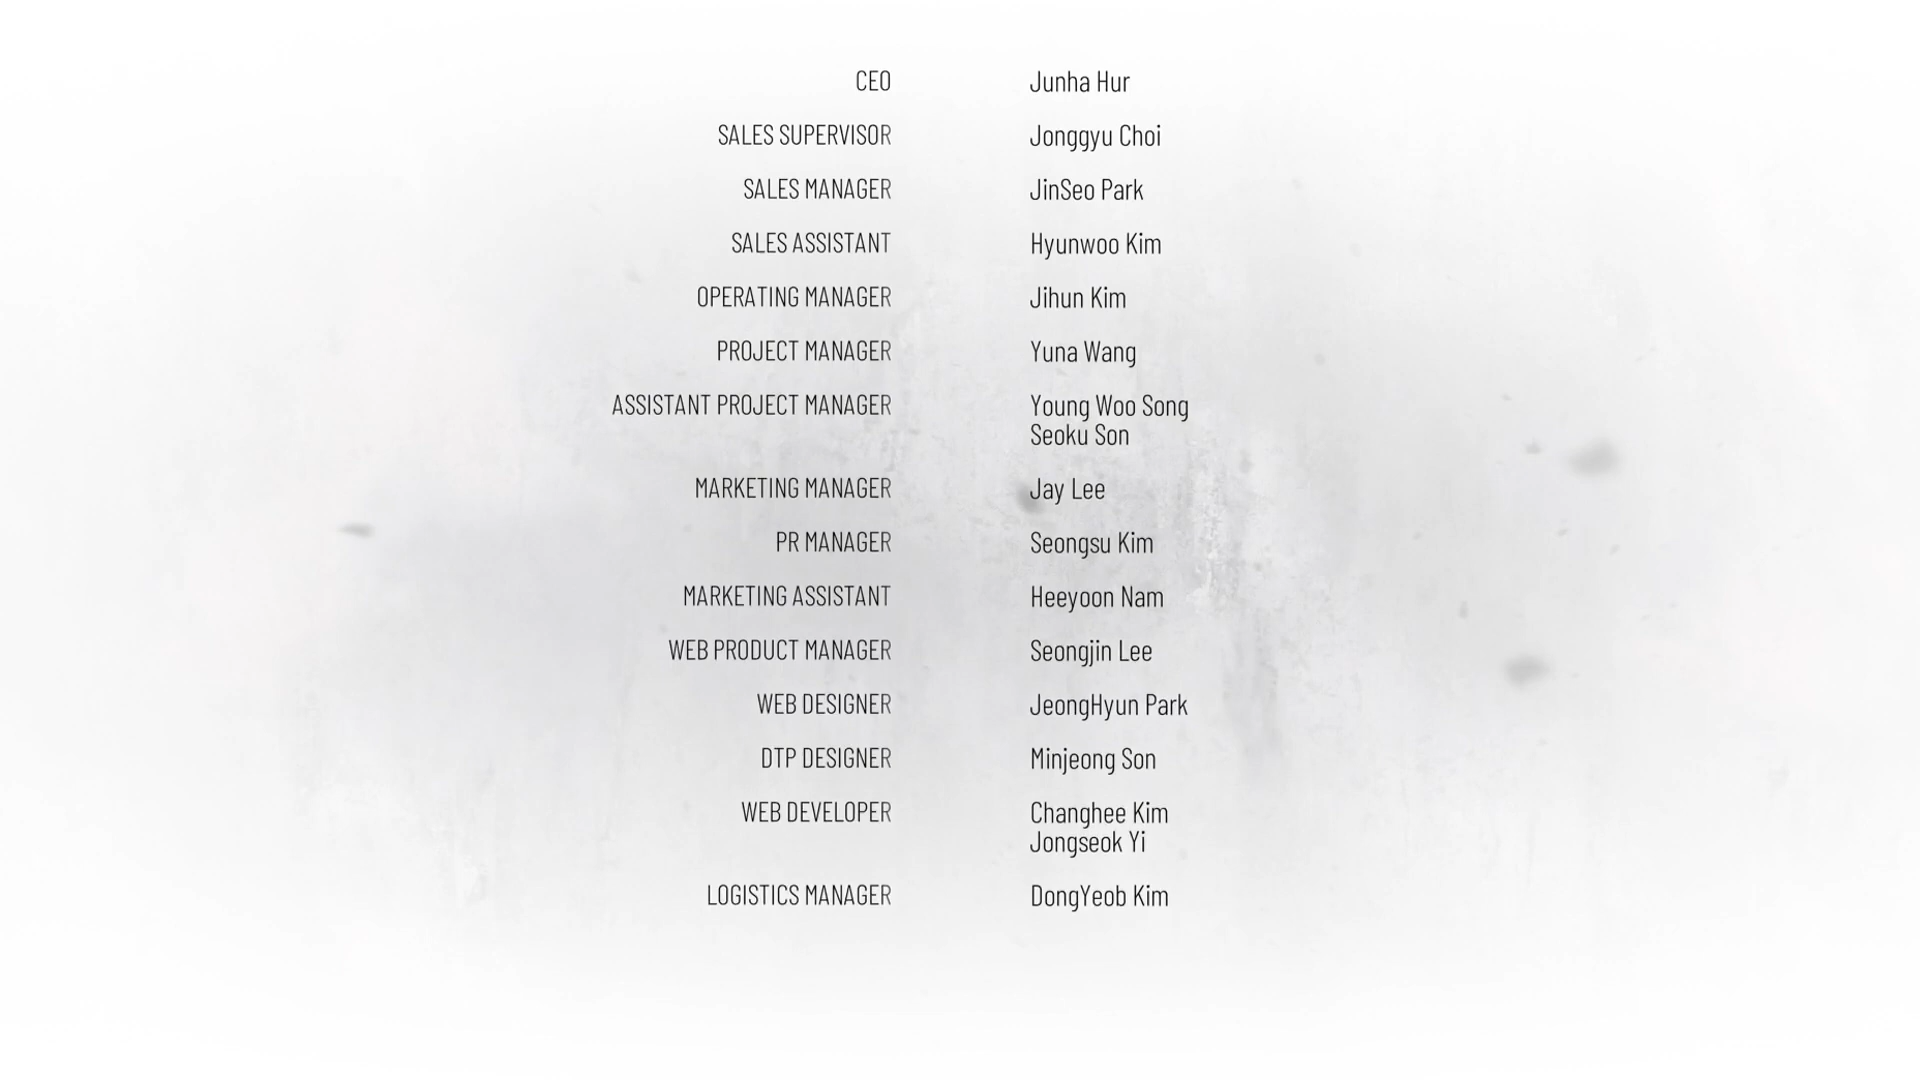 CEO Junha Hur
SALES SUPERVISOR Jonggyu Choi
SALES MANAGER JinSeo Park
SALES ASSISTANT Hyunwoo Kim
OPERATING MANAGER Jihun Kim
PROJECT MANAGER Yuna Wang
ASSISTANT PROJECT MANAGER Young Woo Song
Seoku Son
MARKETING MANAGER Jay Lee
PR MANAGER Seongsu Kim
MARKETING ASSISTANT Heeyoon Nam
WEB PRODUCT MANAGER Seongjin Lee
WEB DESIGNER JeongHyun Park
DTP DESIGNER Minjeong Son
WEB DEVELOPER Changhee Kim
Jongseok Yi
LOGISTICS MANAGER DongYeob Kim